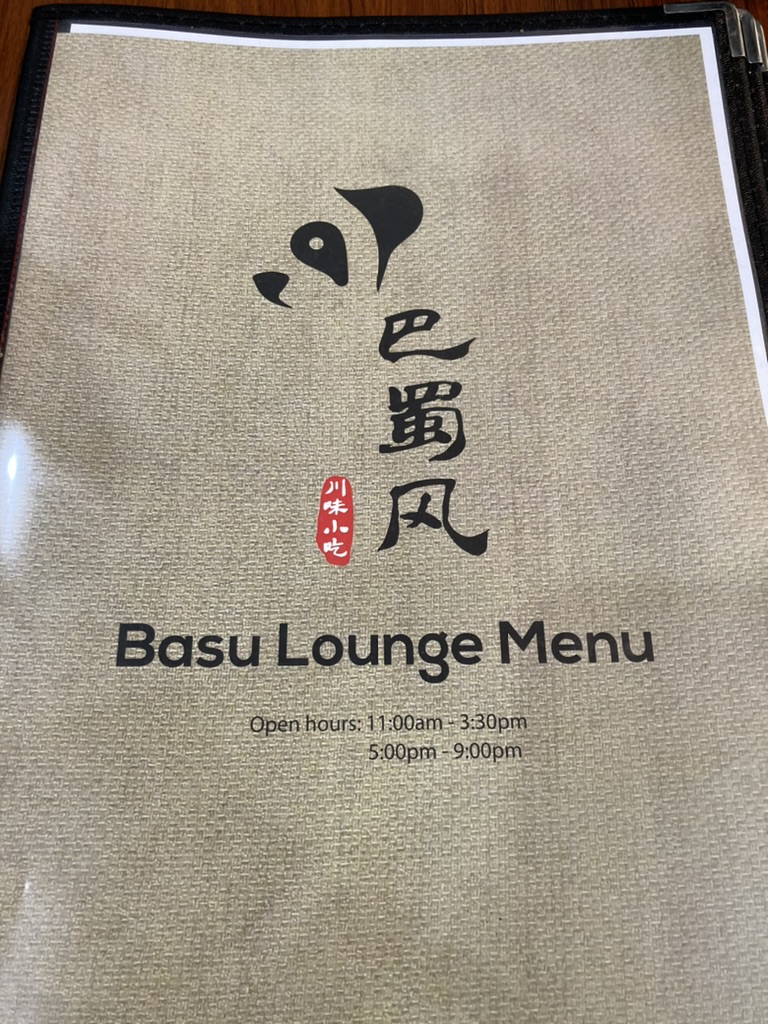 巴蜀风
川味小吃
Basu Lounge Menu
Open hours: 11:00am - 3:30pm
5:00pm - 9:00pm